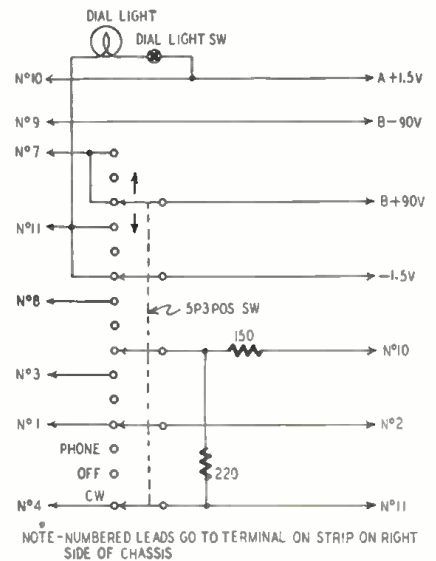 DIAL LIGHT
DIAL LIGHT SW
Nº10 A+1.5V
Nº9 B-90V
Nº7
B+90V
Nº11
-1.5V
Nº8
5P3POS SW
150
Nº10
Nº3
Nº1 Nº2
PHONE
OFF 220
CW
Nº4 Nº11
NOTE-NUMBERED LEADS GO TO TERMINAL ON STRIP ON RIGHT
SIDE OF CHASSIS